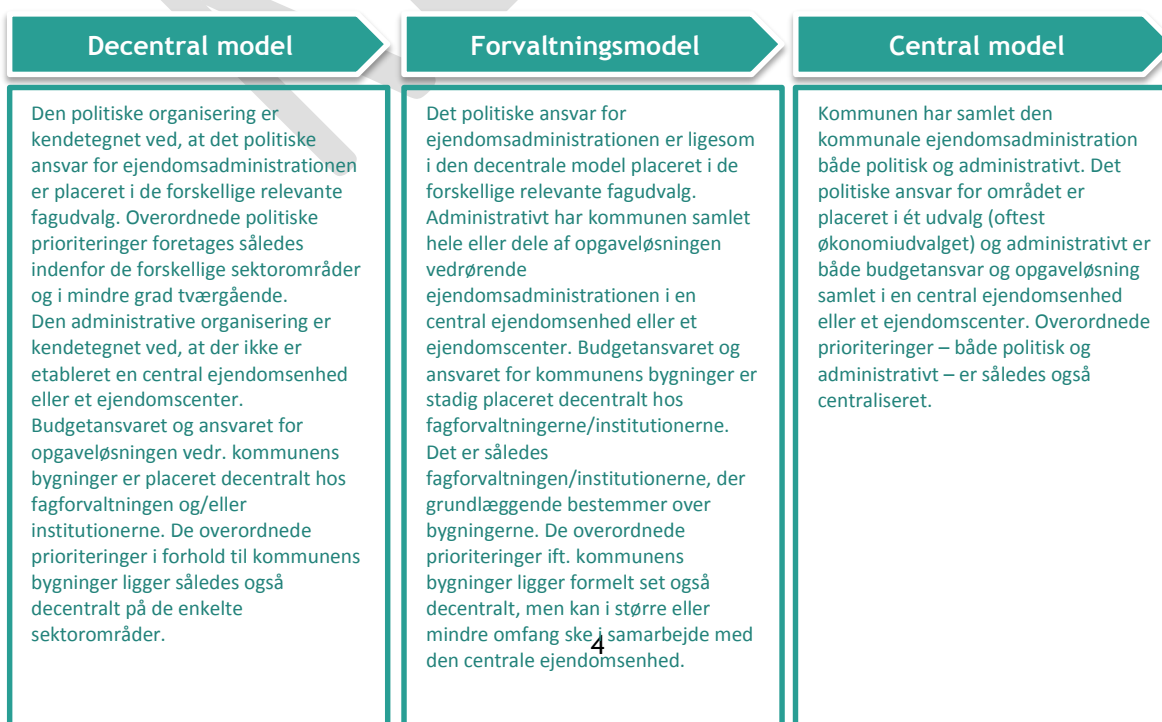 Decentral model
Den politiske organisering er
kendetegnet ved, at det politiske
ansvar for ejendomsadministrationen
er placeret i de forskellige relevante
fagudvalg. Overordnede politiske
prioriteringer foretages således
indenfor de forskellige sektorområder
og i mindre grad tværgående.
Den administrative organisering er
kendetegnet ved, at der ikke er
etableret en central ejendomsenhed
eller et ejendomscenter.
Budgetansvaret og ansvaret for
opgaveløsningen vedr. kommunens
bygninger er placeret decentralt hos
fagforvaltningen og/eller
institutionerne. De overordnede
prioriteringer i forhold til kommunens
bygninger ligger således også
decentralt på de enkelte
sektorområder.
Forvaltningsmodel
Det politiske ansvar for
ejendomsadministrationen er ligesom
i den decentrale model placeret i de
forskellige relevante fagudvalg.
Administrativt har kommunen samlet
hele eller dele af opgaveløsningen
vedrørende
ejendomsadministrationen i en
central ejendomsenhed eller et
ejendomscenter. Budgetansvaret og
ansvaret for kommunens bygninger er
stadig placeret decentralt hos
fagforvaltningerne/institutionerne.
Det er således
fagforvaltningen/institutionerne, der
grundlæggende bestemmer over
bygningerne. De overordnede
prioriteringer ift. kommunens
bygninger ligger formelt set også
decentralt, men kan i større eller
mindre omfang ske i samarbejde med
den centrale ejendomsenhed.
Central model
Kommunen har samlet den
kommunale ejendomsadministration
både politisk og administrativt. Det
politiske ansvar for området er
placeret i ét udvalg (oftest
økonomiudvalget) og administrativt er
både budgetansvar og opgaveløsning
samlet i en central ejendomsenhed
eller et ejendomscenter. Overordnede
prioriteringer – både politisk og
administrativt – er således også
centraliseret.
4